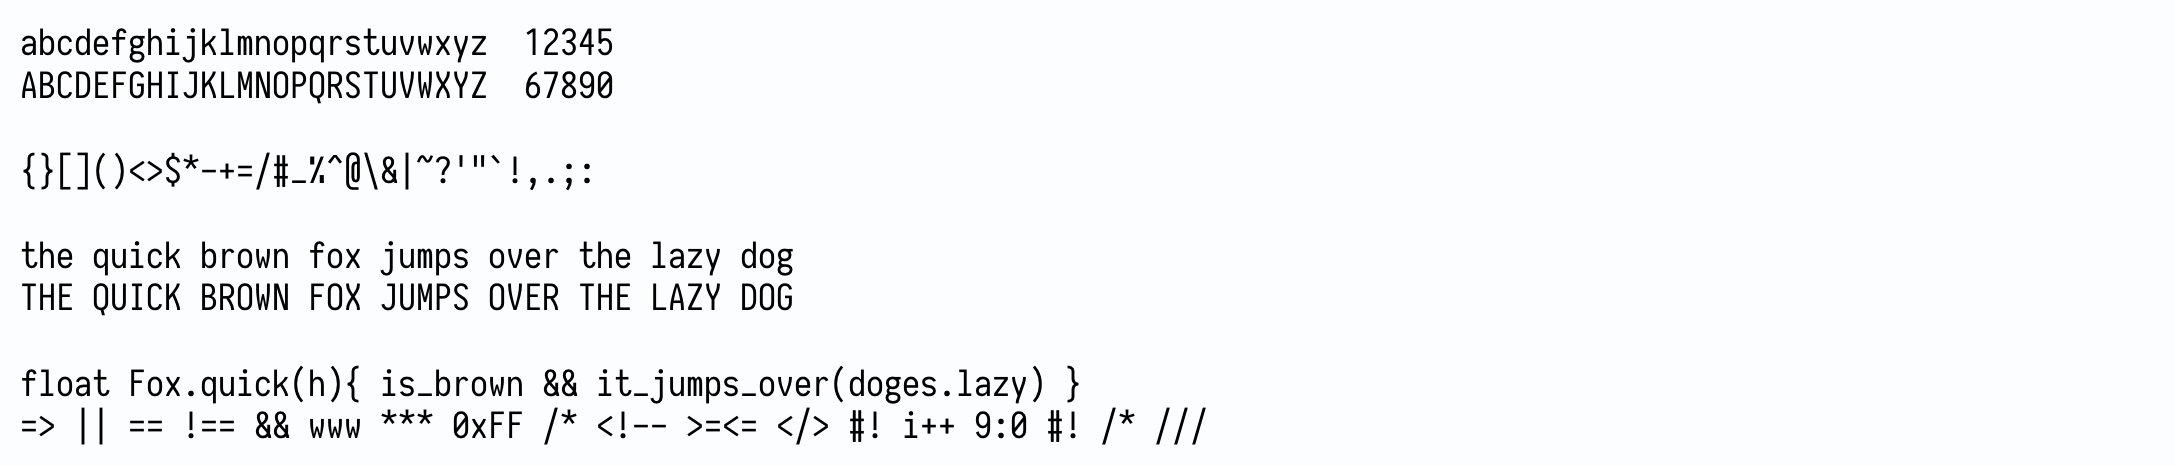 abcdefghijklmnopqrstuvwxyz  12345
ABCDEFGHIJKLMNOPQRSTUVWXYZ  67890
{}[]()<>$*-+=/#_%^@\&|~?'"`!,.;:
the quick brown fox jumps over the lazy dog
THE QUICK BROWN FOX JUMPS OVER THE LAZY DOG
float Fox.quick(h){ is_brown && it_jumps_over(doges.lazy) }
=> || == !== && www *** 0xFF /* <!-- >=<= </> #! i++ 9:0 #! /* ///